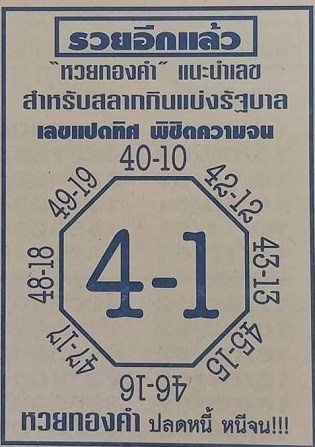 รวยอีกแล้ว
"หวยทองคำ" แนะนำเลข
สำหรับสลากกินแบ่งรัฐบาล
เลขแปดทิศ พิชิตความจน
40-10
49-19
42-12
48-18
4-1
43-13
47-17
45-15
46-16
หวยทองคำ ปลดหนี้ หนีจน!!!